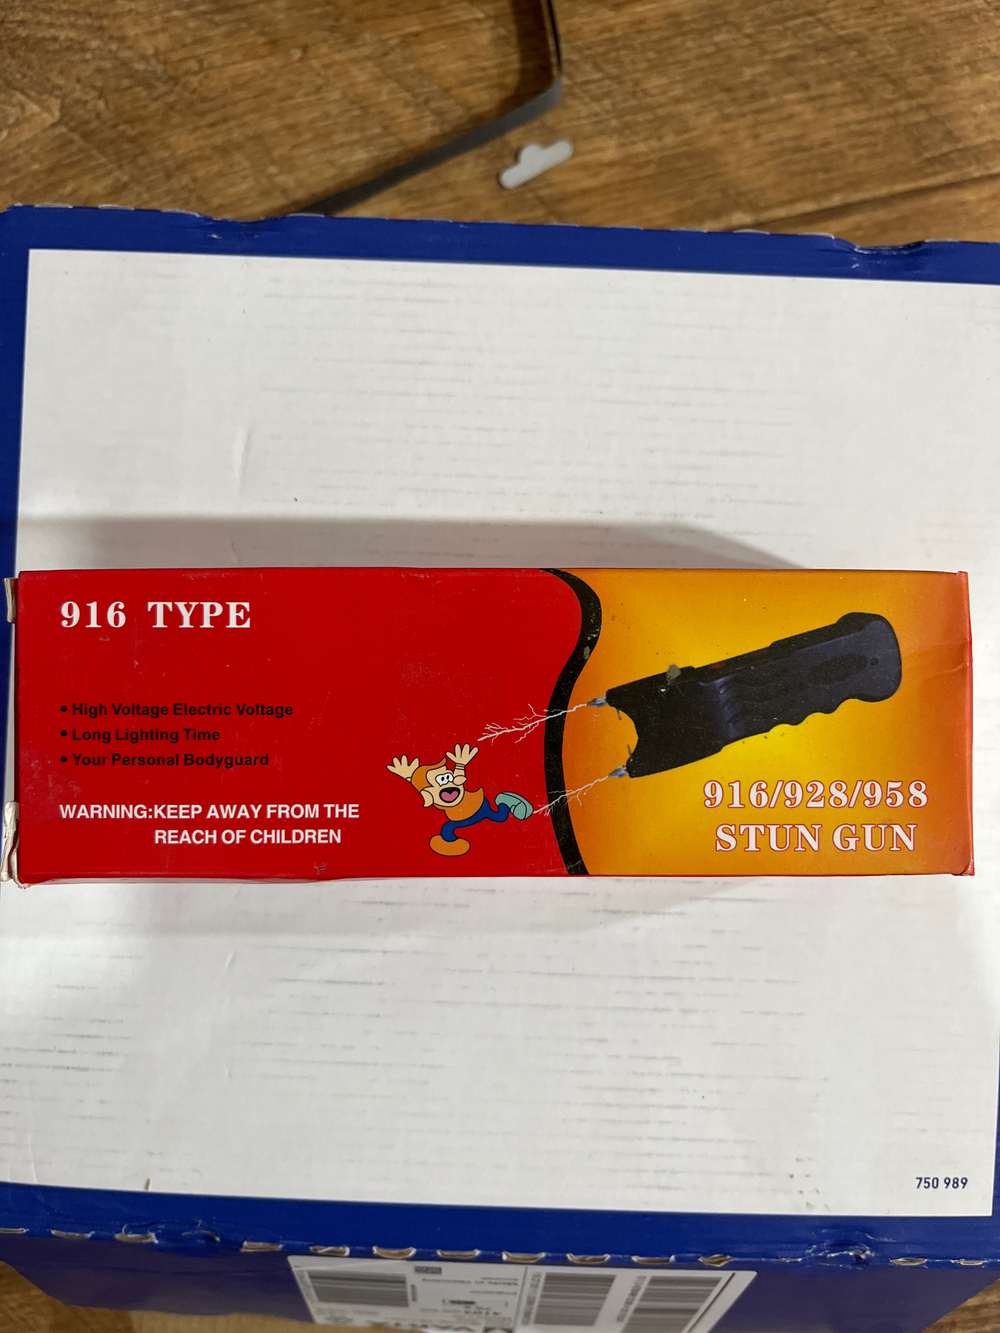 916 TYPE
• High Voltage Electric Voltage
• Long Lighting Time
• Your Personal Bodyguard
WARNING:KEEP AWAY FROM THE
REACH OF CHILDREN
916/928/958
STUN GUN
750 989